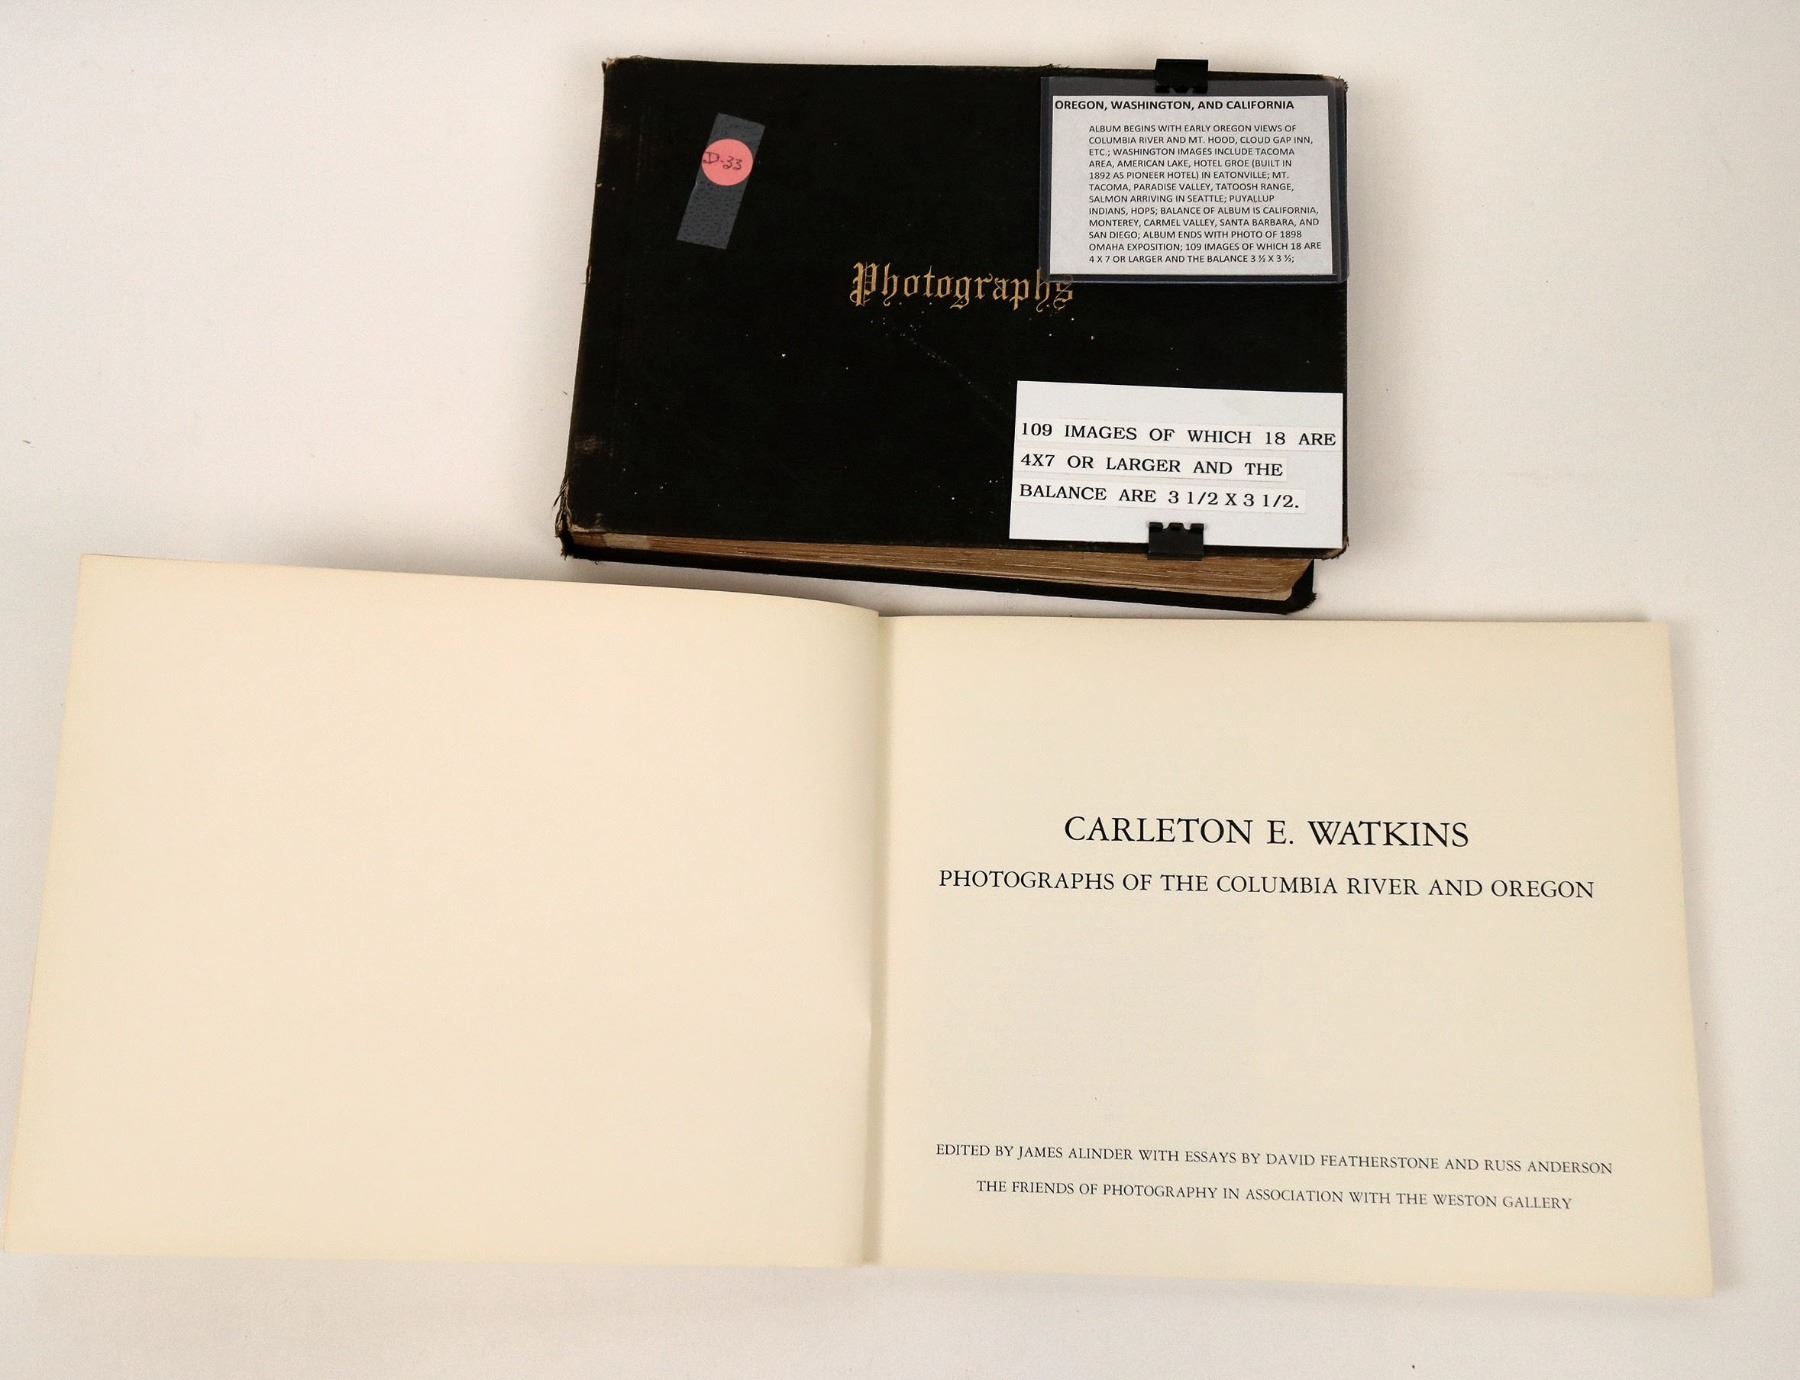 OREGON, WASHINGTON, AND CALIFORNIA
ALBUM BEGINS WITH EARLY OREGON VIEWS OF
COLUMBIA RIVER AND MT. HOOD, CLOUD GAP INN,
ETC.; WASHINGTON IMAGES INCLUDE TACOMA
AREA, AMERICAN LAKE, HOTEL GROE (BUILT IN
1892 AS PIONEER HOTEL) IN EATONVILLE; MT.
TACOMA, PARADISE VALLEY, TATOOSH RANGE,
SALMON ARRIVING IN SEATTLE; PUYALLUP
INDIANS, HOPS; BALANCE OF ALBUM IS CALIFORNIA,
MONTEREY, CARMEL VALLEY, SANTA BARBARA, AND
SAN DIEGO; ALBUM ENDS WITH PHOTO OF 1898
OMAHA EXPOSITION; 109 IMAGES OF WHICH 18 ARE
4 X 7 OR LARGER AND THE BALANCE 3 ½ X 3 ½;
D-33
Photographs
109 IMAGES OF WHICH 18 ARE
4X7 OR LARGER AND THE
BALANCE ARE 3 1/2 X 3 1/2.
CARLETON E. WATKINS
PHOTOGRAPHS OF THE COLUMBIA RIVER AND OREGON
EDITED BY JAMES ALINDER WITH ESSAYS BY DAVID FEATHERSTONE AND RUSS ANDERSON
THE FRIENDS OF PHOTOGRAPHY IN ASSOCIATION WITH THE WESTON GALLERY